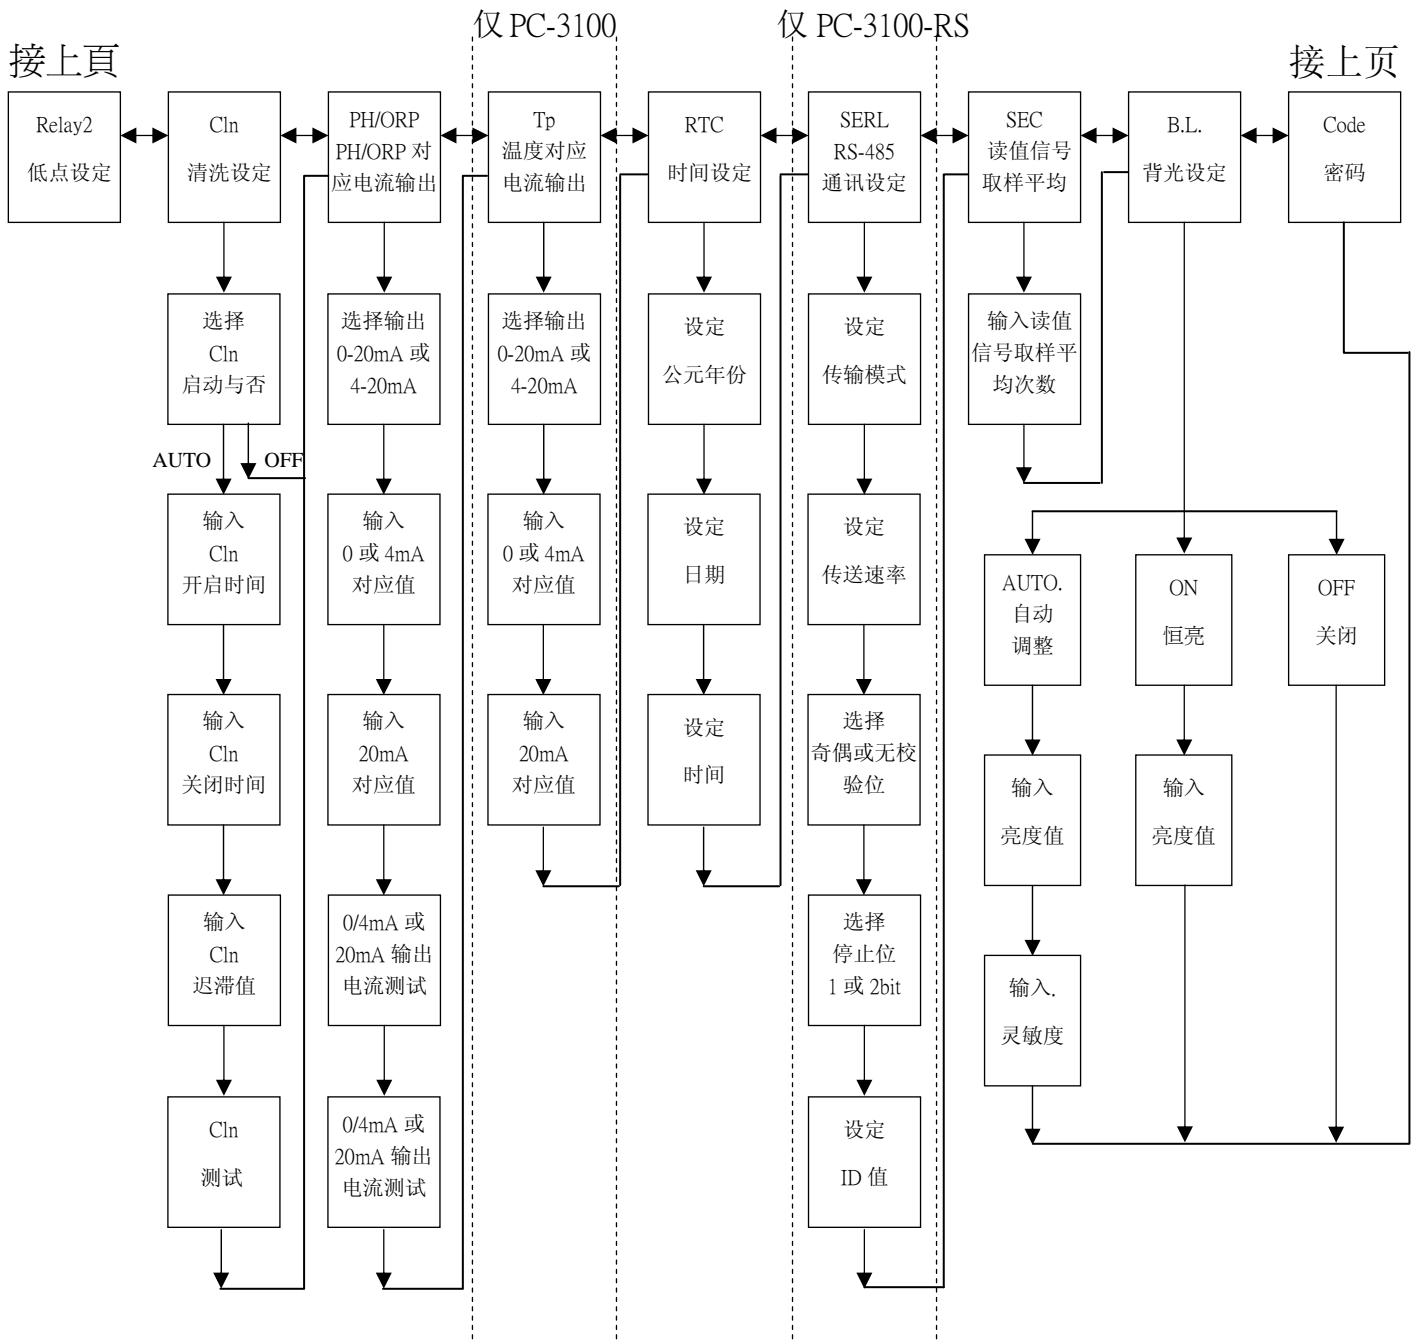 仅 PC-3100
仅 PC-3100-RS
接上頁
接上页
Relay2
低点设定
Cln
清洗设定
PH/ORP
PH/ORP 对
应电流输出
Tp
温度对应
电流输出
RTC
时间设定
SERL
RS-485
通讯设定
SEC
读值信号
取样平均
B.L.
背光设定
Code
密码
选择
Cln
启动与否
AUTO
OFF
输入
Cln
开启时间
输入
Cln
关闭时间
输入
Cln
迟滞值
Cln
测试
选择输出
0-20mA 或
4-20mA
输入
0 或 4mA
对应值
输入
20mA
对应值
0/4mA 或
20mA 输出
电流测试
0/4mA 或
20mA 输出
电流测试
选择输出
0-20mA 或
4-20mA
输入
0 或 4mA
对应值
输入
20mA
对应值
设定
公元年份
设定
日期
设定
时间
设定
传输模式
设定
传送速率
选择
奇偶或无校
验位
选择
停止位
1 或 2bit
设定
ID 值
输入读值
信号取样平
均次数
AUTO.
自动
调整
输入
亮度值
输入.
灵敏度
ON
恒亮
输入
亮度值
OFF
关闭